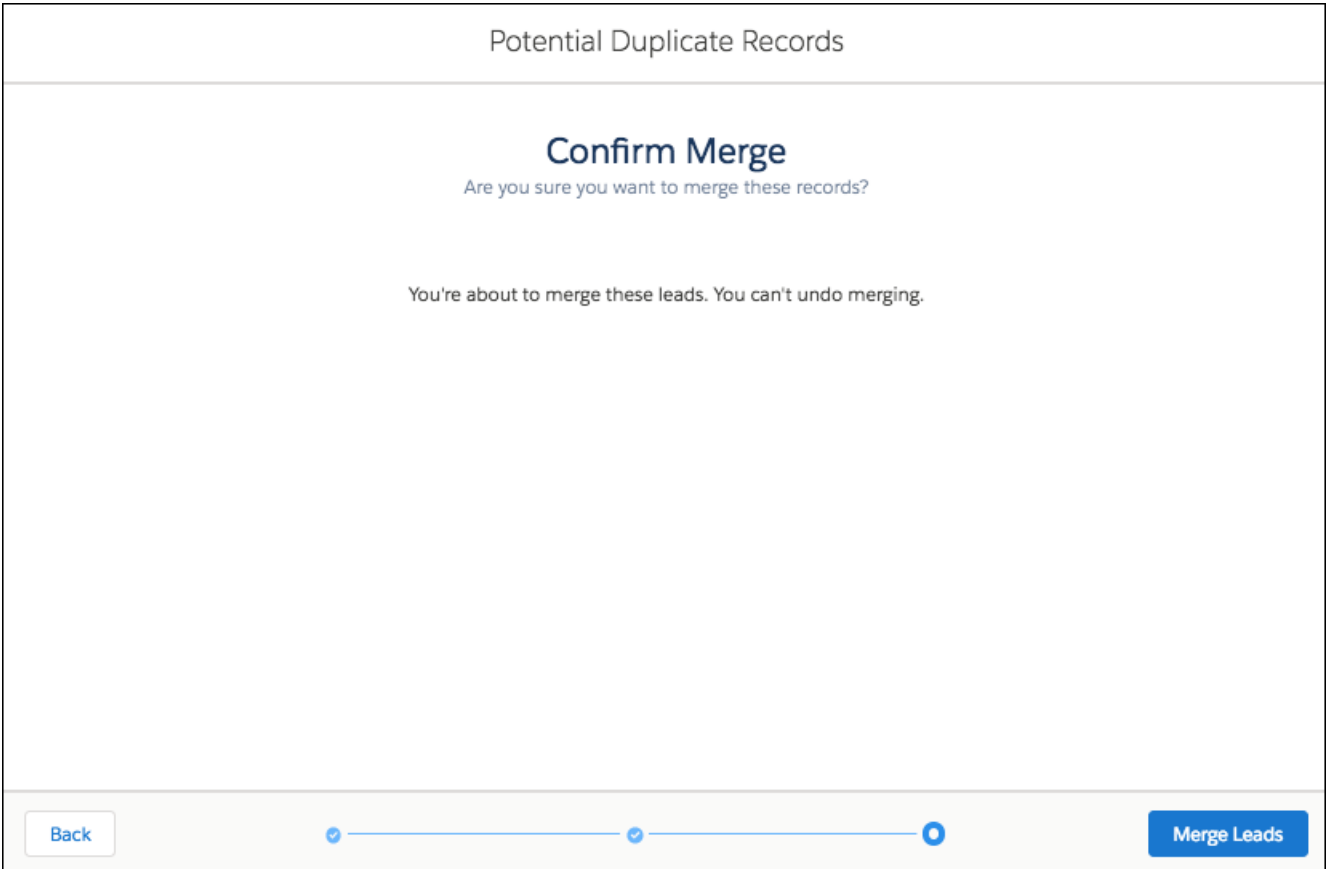 Potential Duplicate Records
Confirm Merge
Are you sure you want to merge these records?
You're about to merge these leads. You can't undo merging.
Back
Merge Leads